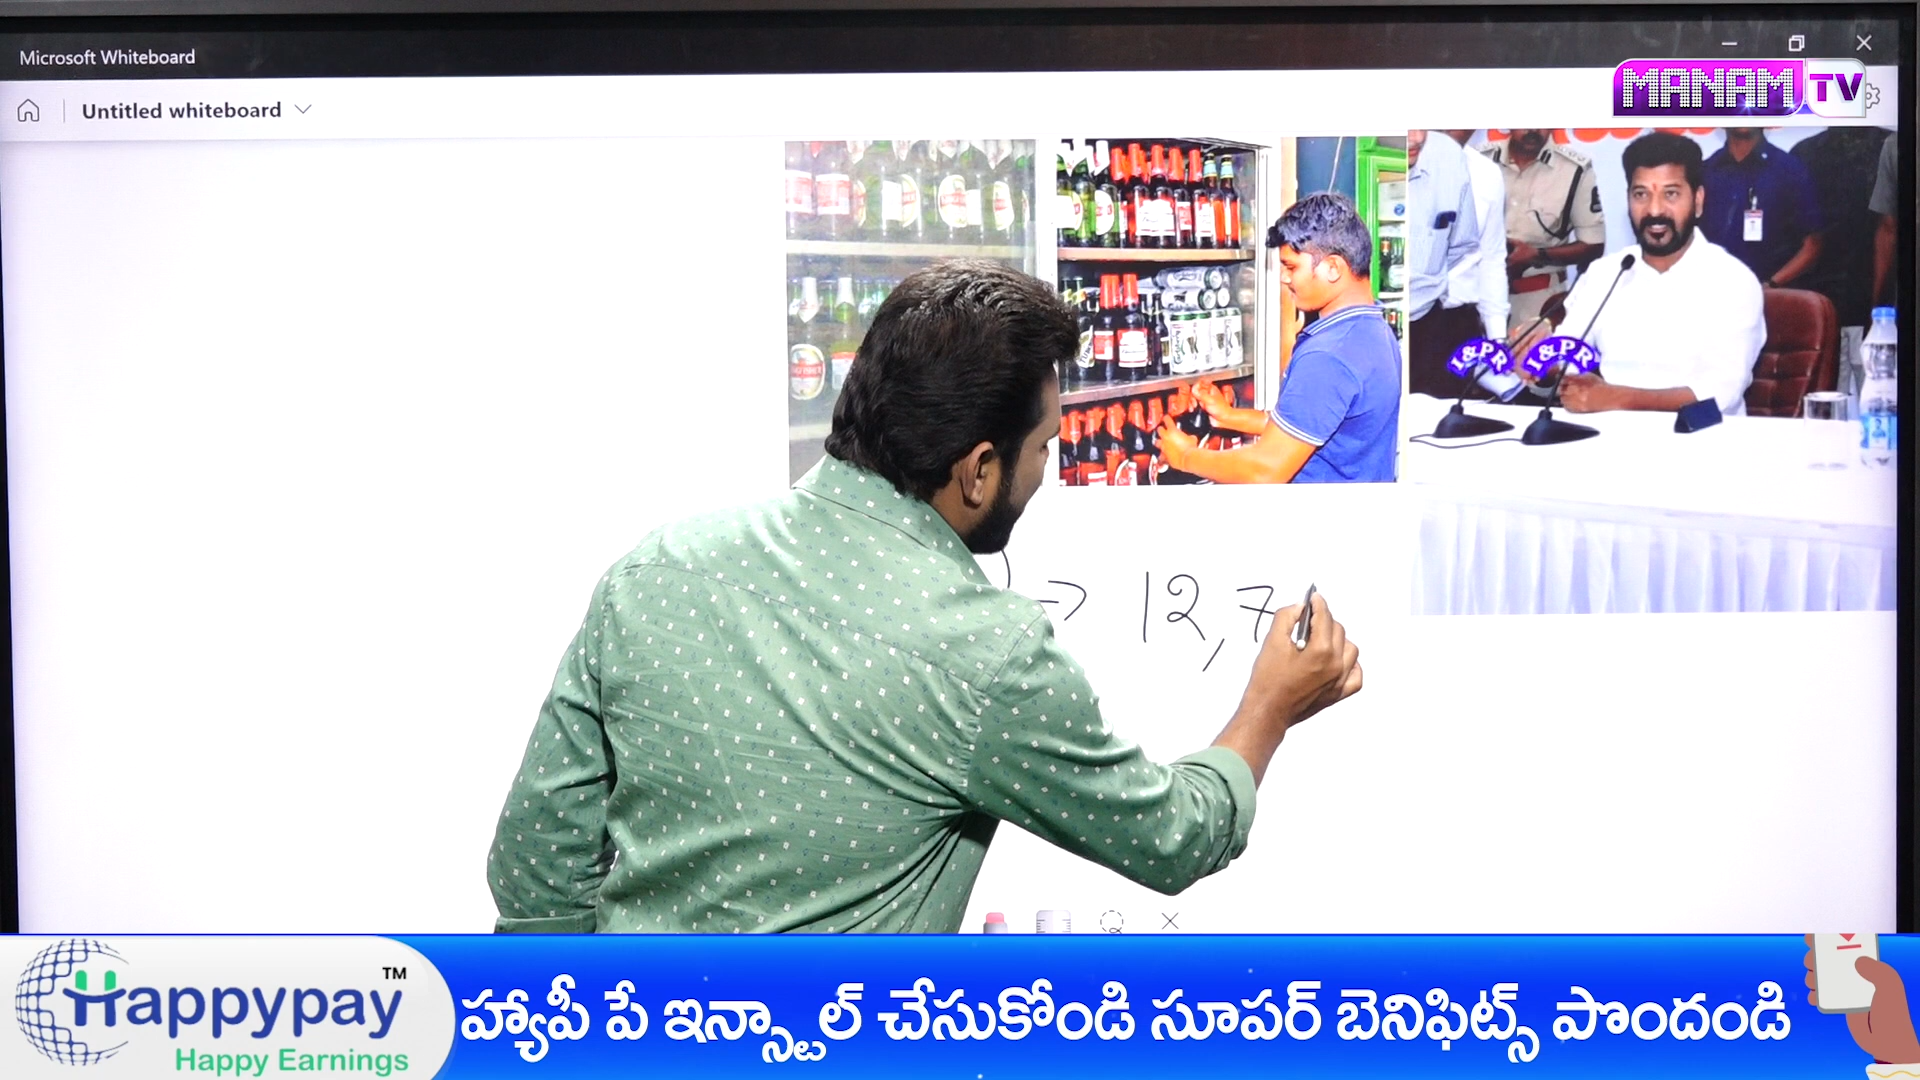 Microsoft Whiteboard
MANAM TV
Untitled whiteboard
I&PR I&PR
→ 12,7
Happypay™
Happy Earnings
హ్యాపీ పే ఇన్స్టాల్ చేసుకోండి సూపర్ బెనిఫిట్స్ పొందండి